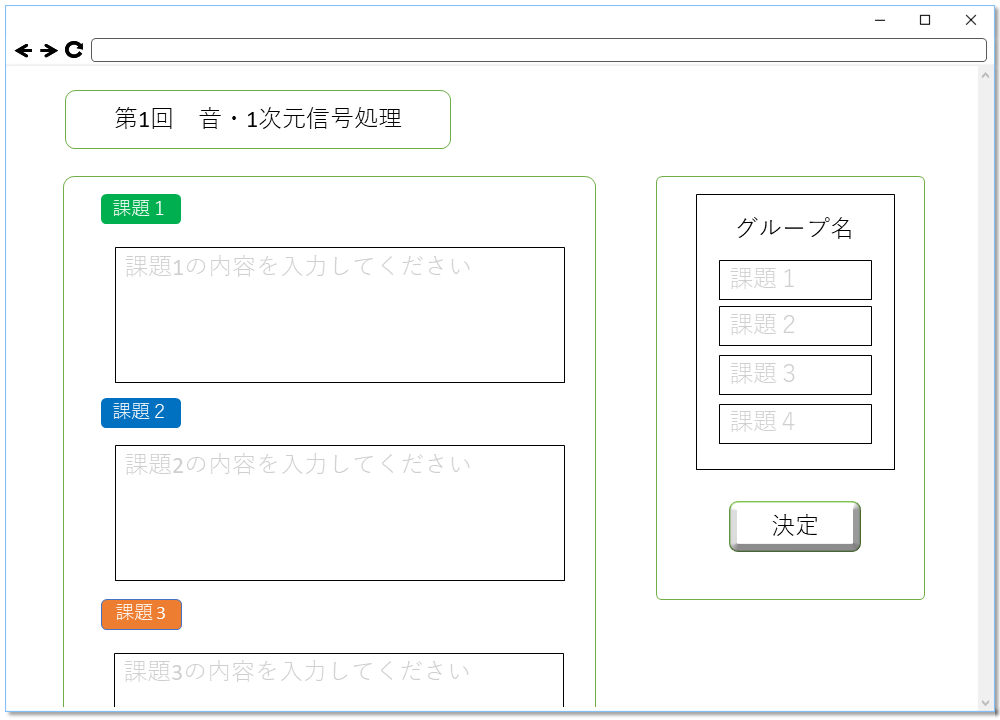 第1回　音・1次元信号処理
課題１
課題1の内容を入力してください
課題２
課題2の内容を入力してください
課題３
課題3の内容を入力してください
グループ名
課題１
課題２
課題３
課題４
決定